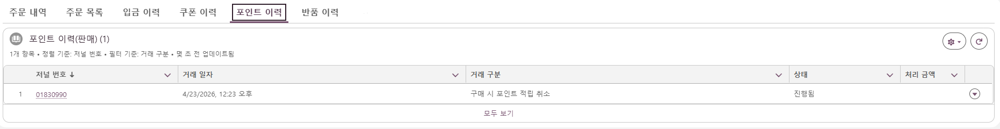 주문 내역 주문 목록 입금 이력 쿠폰 이력 포인트 이력 반품 이력
포인트 이력(판매) (1)
1개 항목 • 정렬 기준: 저널 번호 • 필터 기준: 거래 구분 • 몇 초 전 업데이트됨
저널 번호 ↓ 거래 일자 거래 구분 상태 처리 금액
1 01830990 4/23/2026, 12:23 오후 구매 시 포인트 적립 취소 진행됨
모두 보기